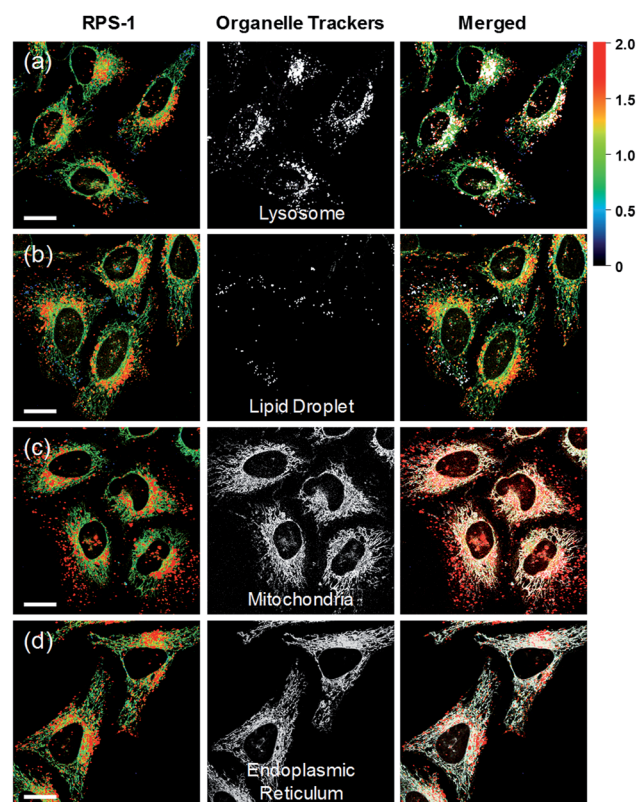 RPS-1 Organelle Trackers Merged
(a)
Lysosome
2.0
1.5
1.0
0.5
0
(b)
Lipid Droplet
(c)
Mitochondria
(d)
Endoplasmic
Reticulum